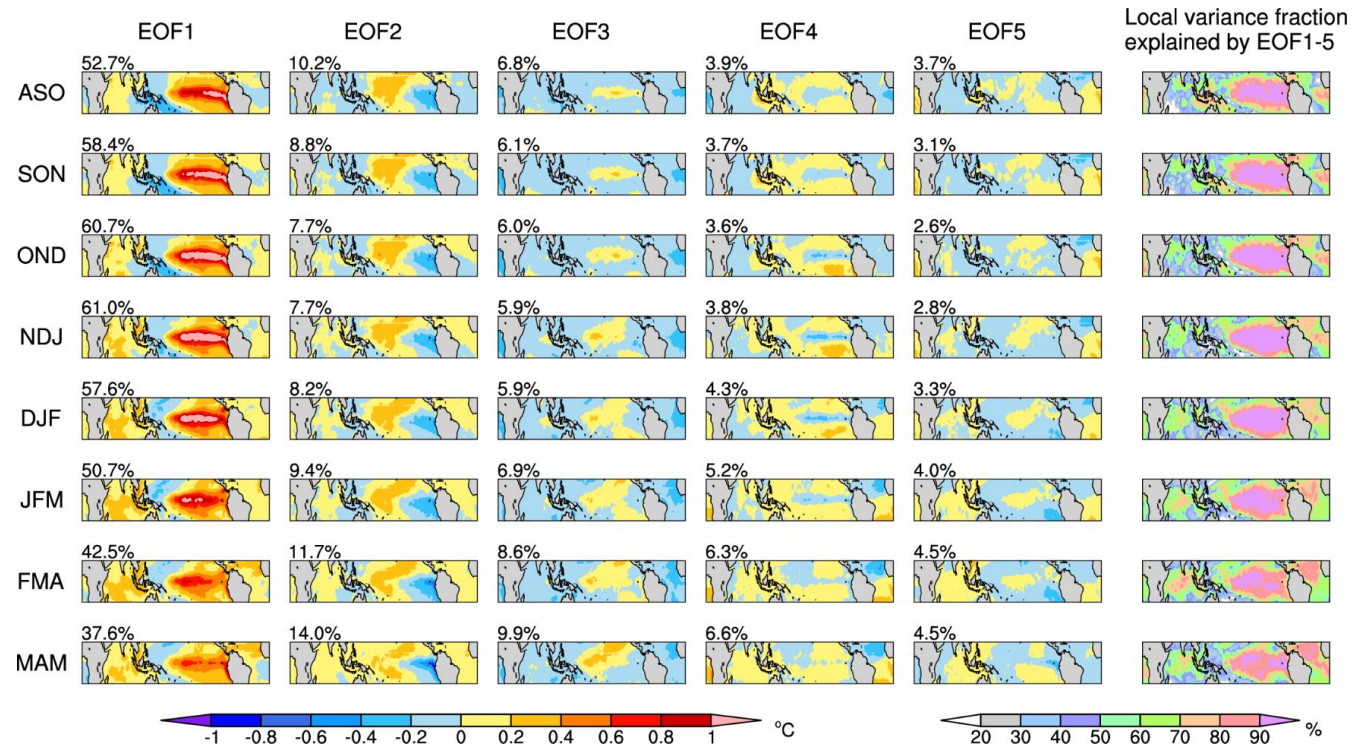 EOF1 EOF2 EOF3 EOF4 EOF5 Local variance fraction
explained by EOF1-5
52.7% 10.2% 6.8% 3.9% 3.7%
ASO
58.4% 8.8% 6.1% 3.7% 3.1%
SON
60.7% 7.7% 6.0% 3.6% 2.6%
OND
61.0% 7.7% 5.9% 3.8% 2.8%
NDJ
57.6% 8.2% 5.9% 4.3% 3.3%
DJF
50.7% 9.4% 6.9% 5.2% 4.0%
JFM
42.5% 11.7% 8.6% 6.3% 4.5%
FMA
37.6% 14.0% 9.9% 6.6% 4.5%
MAM
-1 -0.8 -0.6 -0.4 -0.2 0 0.2 0.4 0.6 0.8 1 °C
20 30 40 50 60 70 80 90 %